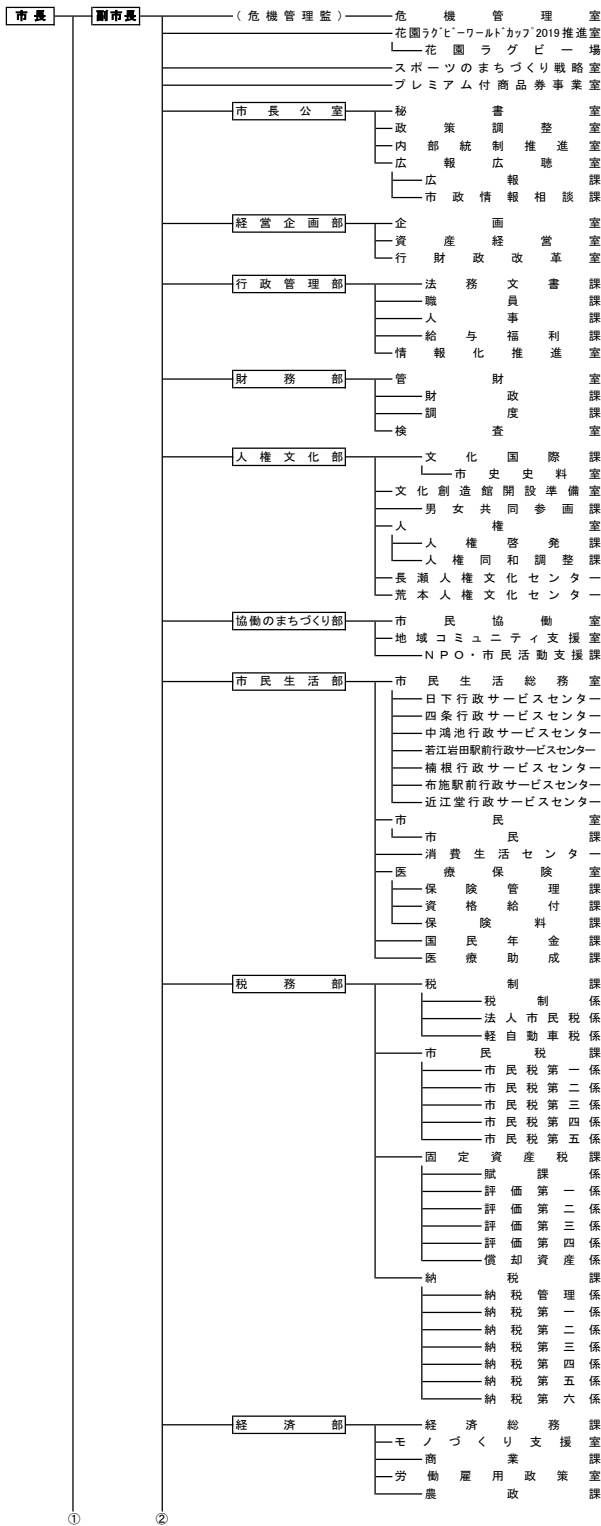 市長 副市長 (危機管理監) 危機管理室
花園ラグビーワールドカップ2019推進室
花園ラグビー場
スポーツのまちづくり戦略室
プレミアム付商品券事業室
市長公室 秘書室
政策調整室
内部統制推進室
広報広聴室
広報課
市政情報相談課
経営企画部 企画室
資産経営室
行財政改革室
行政管理部 法務文書課
職員課
人事課
給与福利課
情報化推進室
財務部 管財室
財政課
調度課
検査室
人権文化部 文化国際課
市史史料室
文化創造館開設準備室
男女共同参画課
人権室
人権啓発課
人権同和調整課
長瀬人権文化センター
荒本人権文化センター
協働のまちづくり部 市民協働室
地域コミュニティ支援室
NPO・市民活動支援課
市民生活部 市民生活総務室
日下行政サービスセンター
四条行政サービスセンター
中鴻池行政サービスセンター
若江岩田駅前行政サービスセンター
楠根行政サービスセンター
布施駅前行政サービスセンター
近江堂行政サービスセンター
市民室
市民課
消費生活センター
医療保険室
保険管理課
資格給付課
保険料課
国民年金課
医療助成課
税務部 税制課
税制係
法人市民税係
軽自動車税係
市民税課
市民税第一係
市民税第二係
市民税第三係
市民税第四係
市民税第五係
固定資産税課
賦課係
評価第一係
評価第二係
評価第三係
評価第四係
償却資産係
納税課
納税管理係
納税第一係
納税第二係
納税第三係
納税第四係
納税第五係
納税第六係
経済部 経済総務課
モノづくり支援室
商業課
労働雇用政策室
農政課
① ②